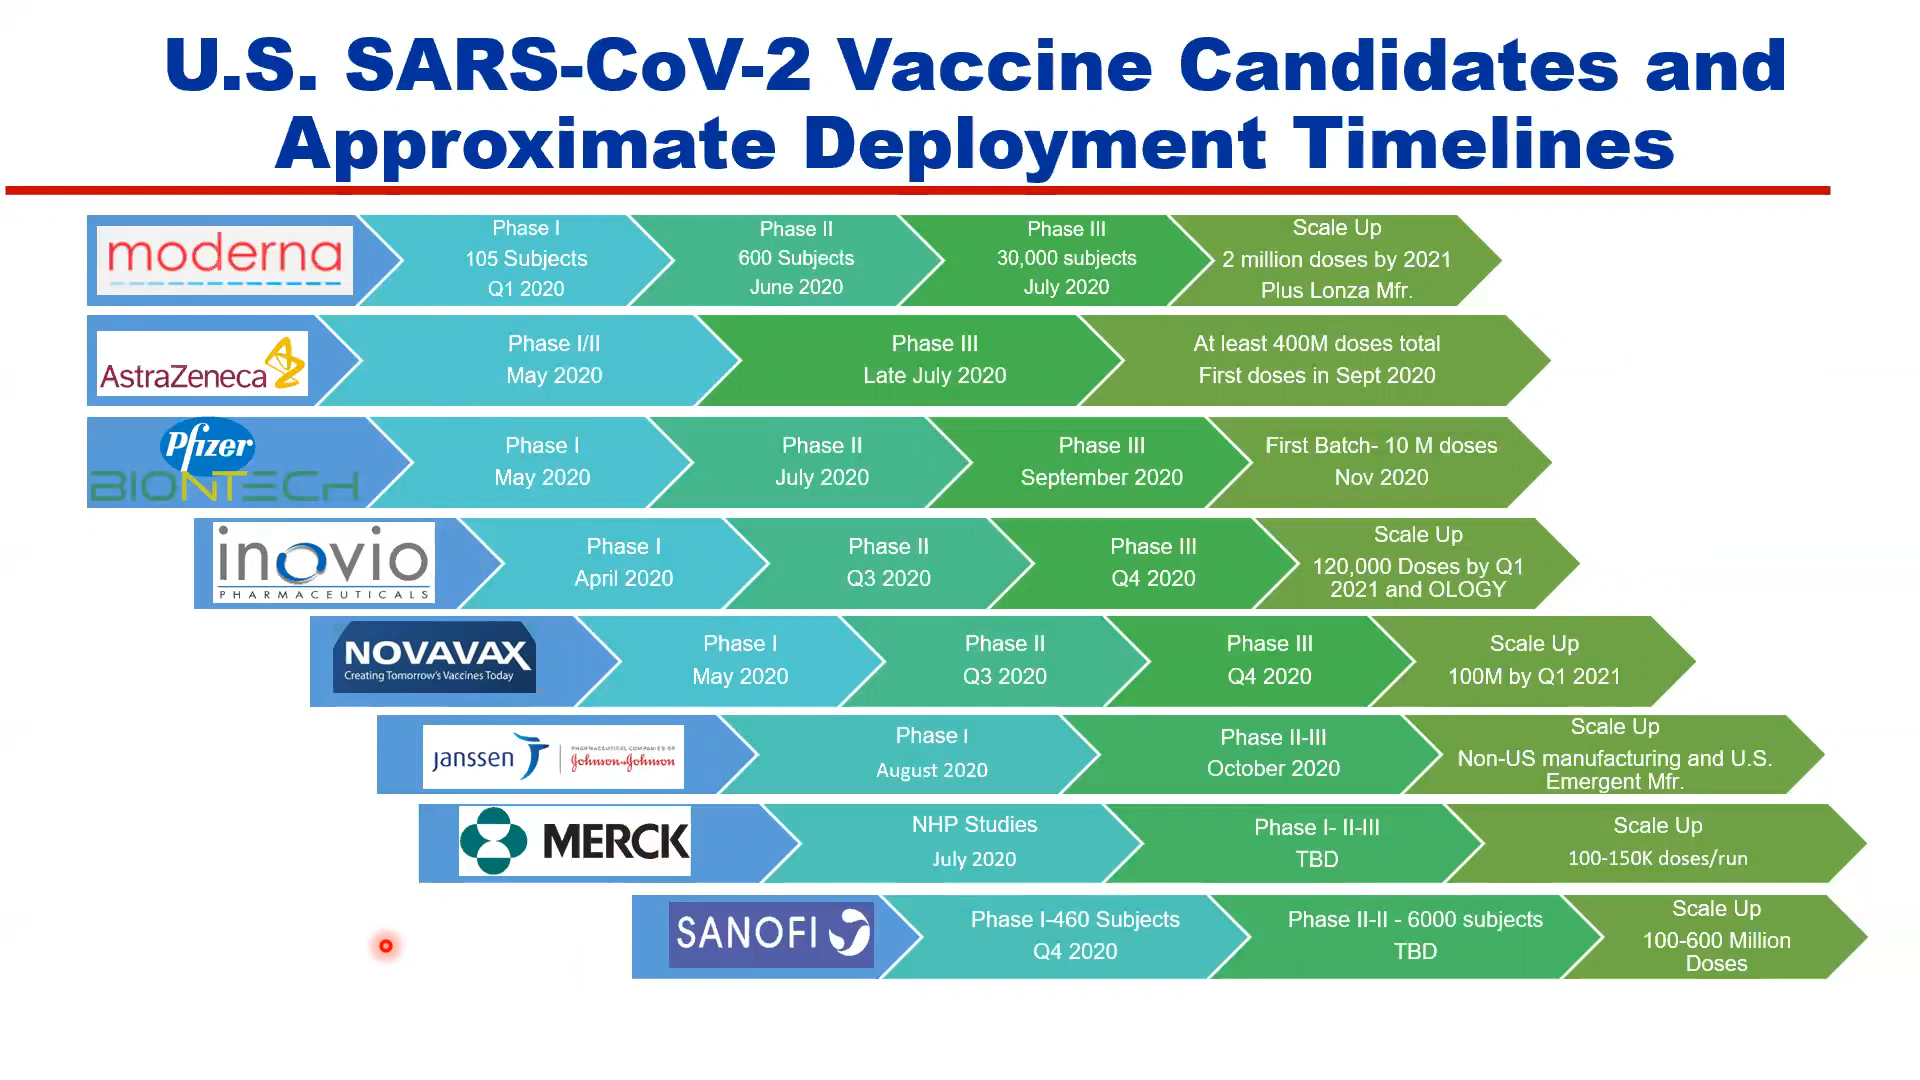 U.S. SARS-CoV-2 Vaccine Candidates and
Approximate Deployment Timelines
moderna
Phase I
105 Subjects
Q1 2020
Phase II
600 Subjects
June 2020
Phase III
30,000 subjects
July 2020
Scale Up
2 million doses by 2021
Plus Lonza Mfr.
AstraZeneca
Phase I/II
May 2020
Phase III
Late July 2020
At least 400M doses total
First doses in Sept 2020
Pfizer
BIONTECH
Phase I
May 2020
Phase II
July 2020
Phase III
September 2020
First Batch- 10 M doses
Nov 2020
inovio
PHARMACEUTICALS
Phase I
April 2020
Phase II
Q3 2020
Phase III
Q4 2020
Scale Up
120,000 Doses by Q1
2021 and OLOGY
NOVAVAX
Creating Tomorrow's Vaccines Today
Phase I
May 2020
Phase II
Q3 2020
Phase III
Q4 2020
Scale Up
100M by Q1 2021
janssen
PHARMACEUTICAL COMPANIES OF
Johnson & Johnson
Phase I
August 2020
Phase II-III
October 2020
Scale Up
Non-US manufacturing and U.S.
Emergent Mfr.
MERCK
NHP Studies
July 2020
Phase I- II-III
TBD
Scale Up
100-150K doses/run
SANOFI
Phase I-460 Subjects
Q4 2020
Phase II-II - 6000 subjects
TBD
Scale Up
100-600 Million
Doses